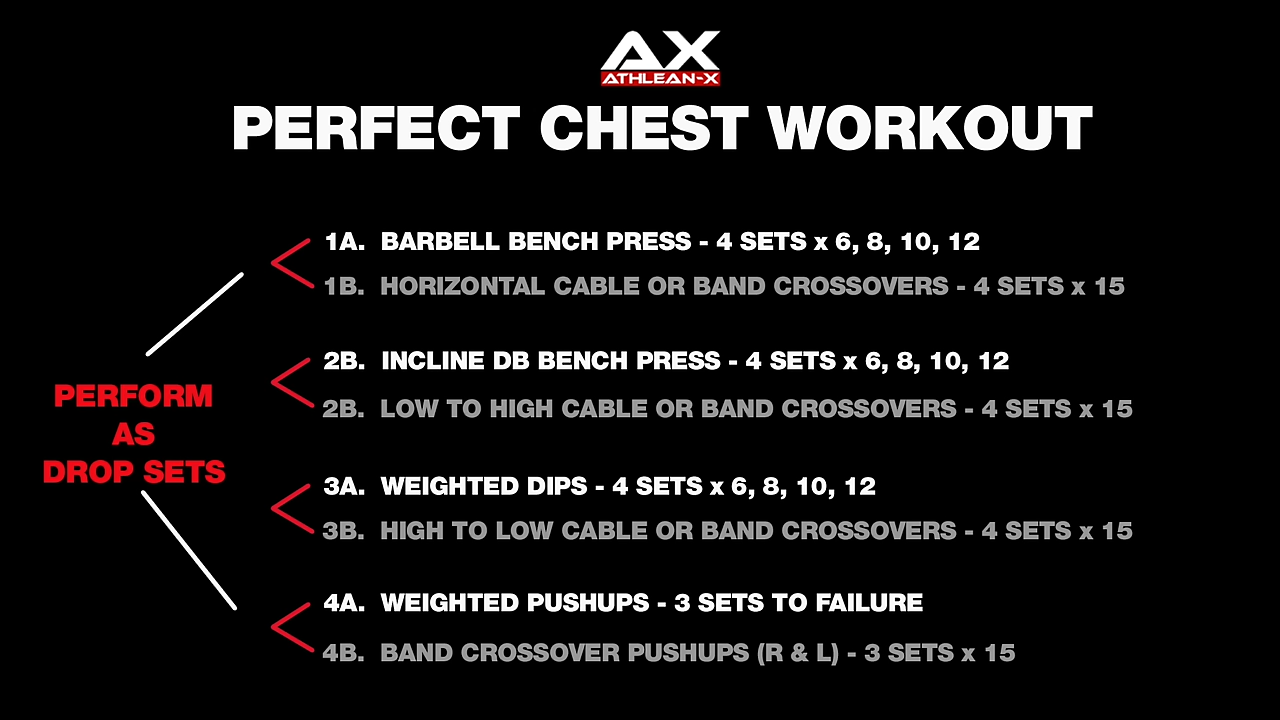 AX
ATHLEAN-X
PERFECT CHEST WORKOUT
1A. BARBELL BENCH PRESS - 4 SETS x 6, 8, 10, 12
1B. HORIZONTAL CABLE OR BAND CROSSOVERS - 4 SETS x 15
2B. INCLINE DB BENCH PRESS - 4 SETS x 6, 8, 10, 12
2B. LOW TO HIGH CABLE OR BAND CROSSOVERS - 4 SETS x 15
PERFORM
AS
DROP SETS
3A. WEIGHTED DIPS - 4 SETS x 6, 8, 10, 12
3B. HIGH TO LOW CABLE OR BAND CROSSOVERS - 4 SETS x 15
4A. WEIGHTED PUSHUPS - 3 SETS TO FAILURE
4B. BAND CROSSOVER PUSHUPS (R & L) - 3 SETS x 15